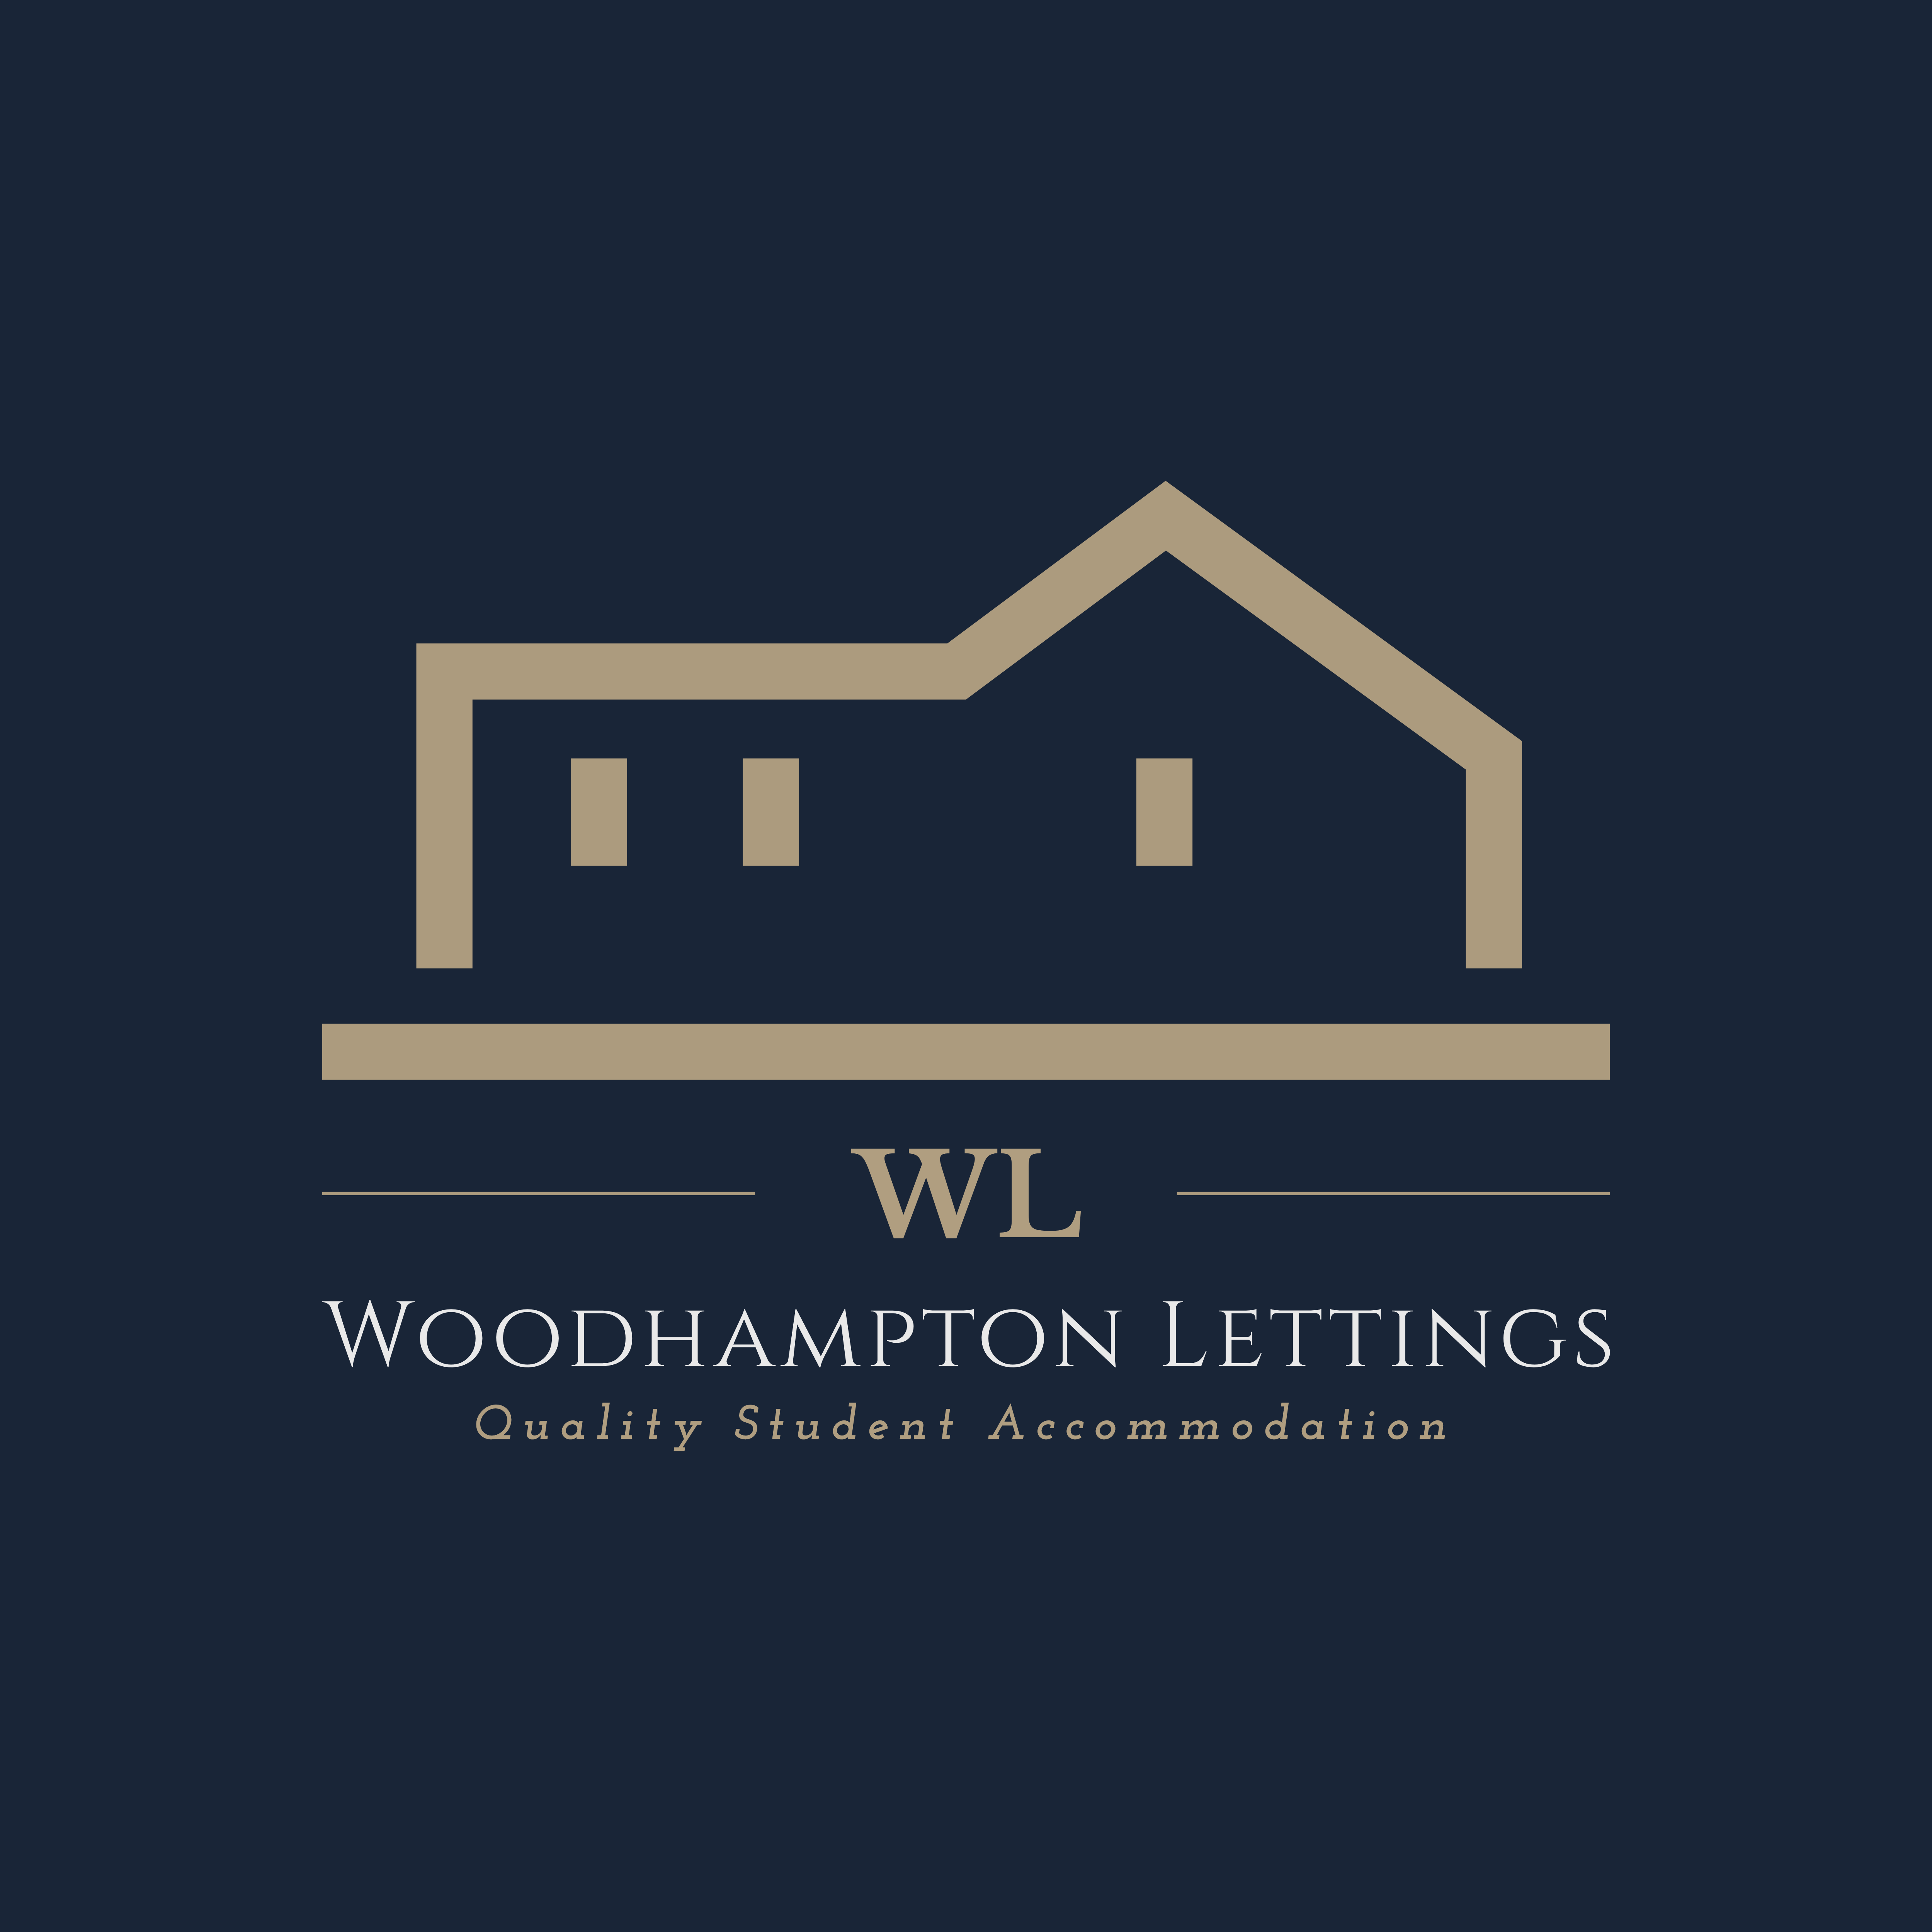 WL
WOODHAMPTON LETTINGS
Quality Student Accommodation